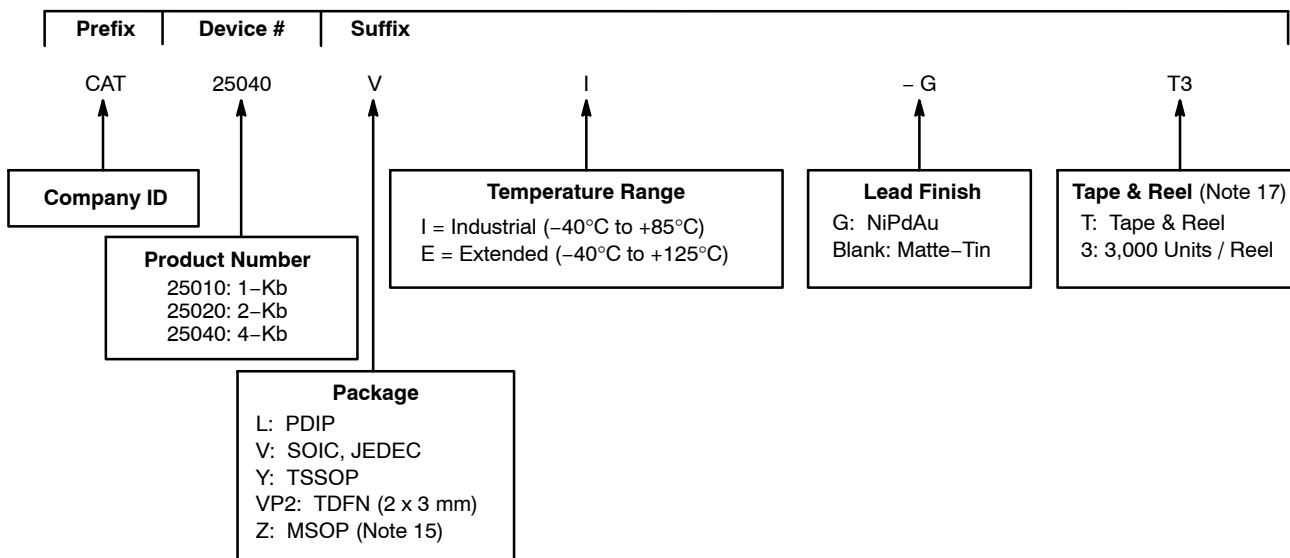 Prefix Device # Suffix
CAT 25040 V I – G T3
Company ID
Product Number
25010: 1–Kb
25020: 2–Kb
25040: 4–Kb
Package
L: PDIP
V: SOIC, JEDEC
Y: TSSOP
VP2: TDFN (2 x 3 mm)
Z: MSOP (Note 15)
Temperature Range
I = Industrial (–40°C to +85°C)
E = Extended (–40°C to +125°C)
Lead Finish
G: NiPdAu
Blank: Matte–Tin
Tape & Reel (Note 17)
T: Tape & Reel
3: 3,000 Units / Reel